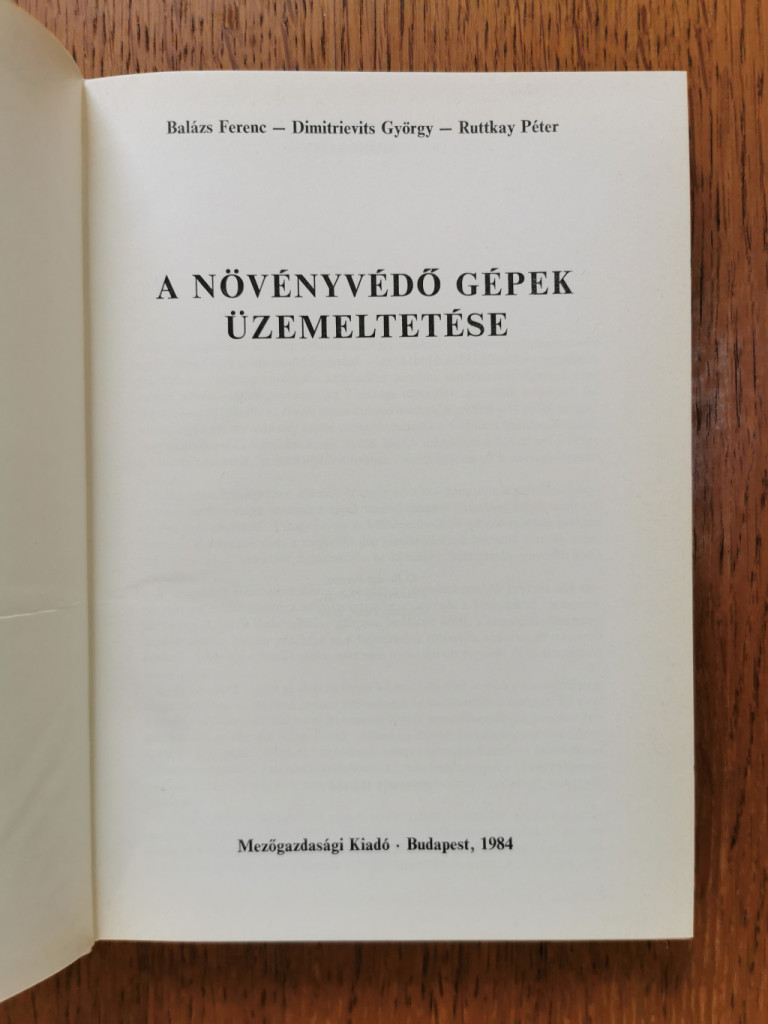 Balázs Ferenc – Dimitrievits György – Ruttkay Péter
A NÖVÉNYVÉDŐ GÉPEK
ÜZEMELTETÉSE
Mezőgazdasági Kiadó · Budapest, 1984